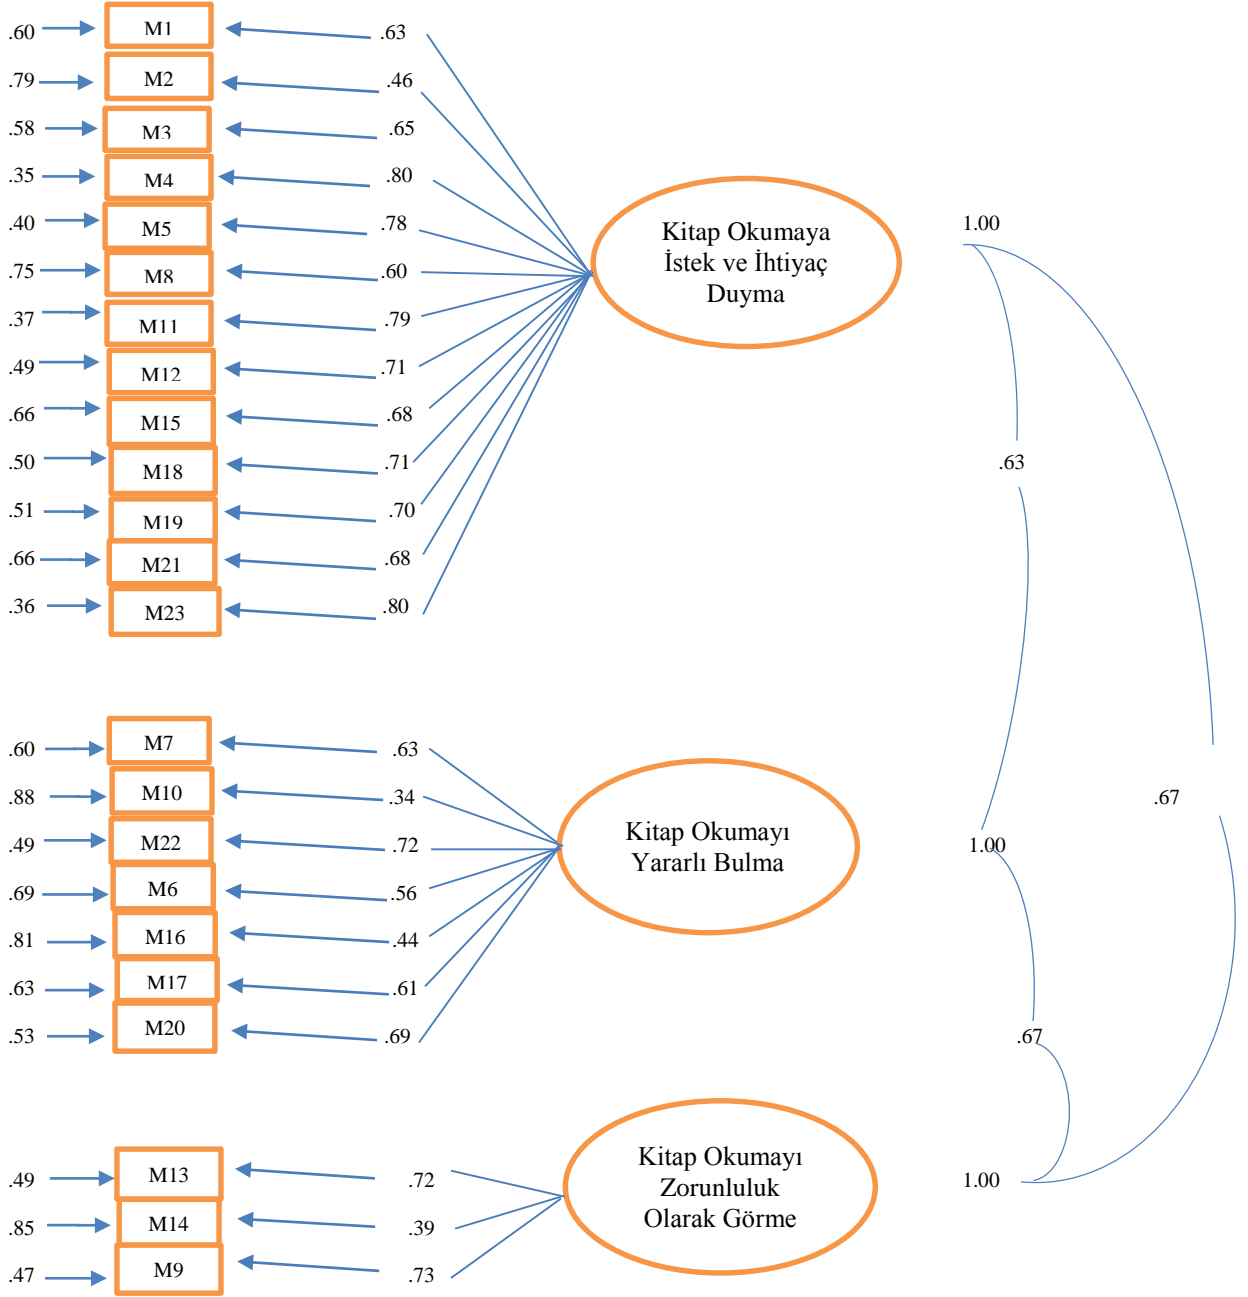 .60 M1 .63
.79 M2 .46
.58 M3 .65
.35 M4 .80
.40 M5 .78
.75 M8 .60
.37 M11 .79
.49 M12 .71
.66 M15 .68
.50 M18 .71
.51 M19 .70
.66 M21 .68
.36 M23 .80
Kitap Okumaya
İstek ve İhtiyaç
Duyma
1.00
.63
.67
.60 M7 .63
.88 M10 .34
.49 M22 .72
.69 M6 .56
.81 M16 .44
.63 M17 .61
.53 M20 .69
Kitap Okumayı
Yararlı Bulma
1.00
.67
.49 M13 .72
.85 M14 .39
.47 M9 .73
Kitap Okumayı
Zorunluluk
Olarak Görme
1.00